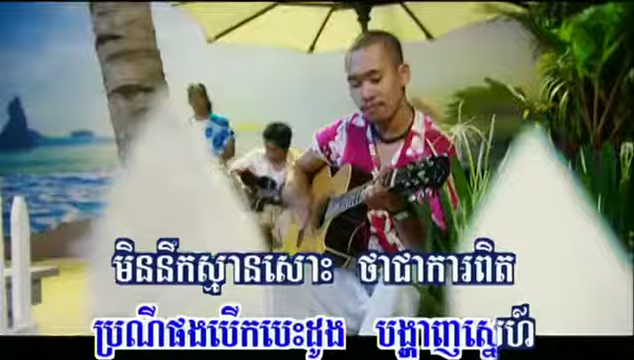 មិននឹកស្មានសោះ ថាជាការពិត
ប្រណីផងបើកបេះដូង បង្ហាញស្នេហ៍